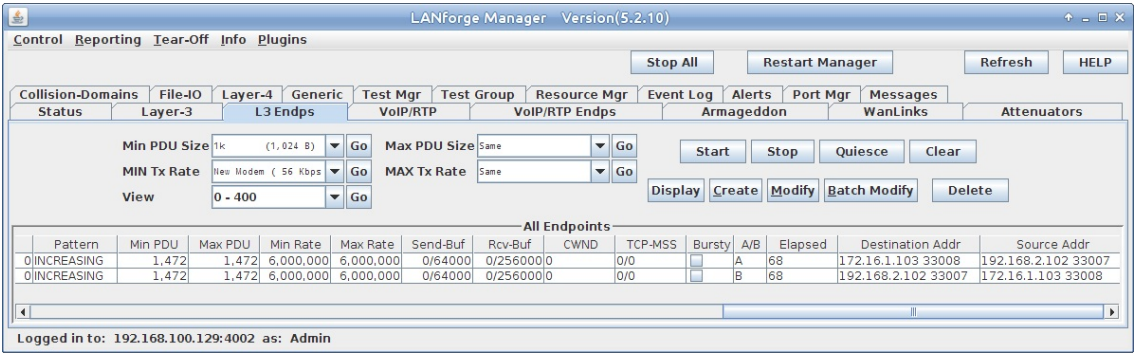 LANforge Manager Version(5.2.10)
Control Reporting Tear-Off Info Plugins
Stop All Restart Manager Refresh HELP
Collision-Domains File-IO Layer-4 Generic Test Mgr Test Group Resource Mgr Event Log Alerts Port Mgr Messages
Status Layer-3 L3 Endps VoIP/RTP VoIP/RTP Endps Armageddon WanLinks Attenuators
Min PDU Size 1k (1,024 B) Go Max PDU Size Same Go Start Stop Quiesce Clear
MIN Tx Rate New Modem ( 56 Kbps Go MAX Tx Rate Same Go
View 0 - 400 Go Display Create Modify Batch Modify Delete
All Endpoints
Pattern Min PDU Max PDU Min Rate Max Rate Send-Buf Rcv-Buf CWND TCP-MSS Bursty A/B Elapsed Destination Addr Source Addr
0 INCREASING 1,472 1,472 6,000,000 6,000,000 0/64000 0/256000 0 0/0 A 68 172.16.1.103 33008 192.168.2.102 33007
0 INCREASING 1,472 1,472 6,000,000 6,000,000 0/64000 0/256000 0 0/0 B 68 192.168.2.102 33007 172.16.1.103 33008
Logged in to: 192.168.100.129:4002 as: Admin